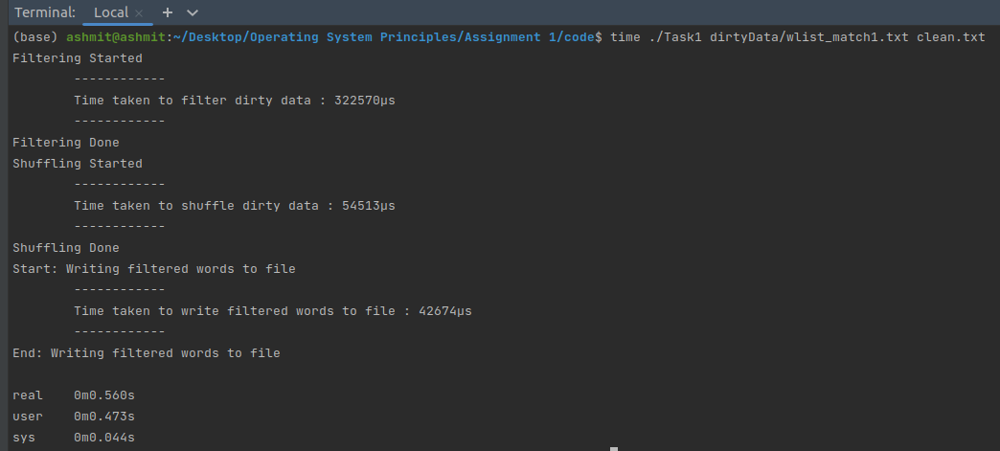 Terminal: Local × + 
(base) ashmit@ashmit:~/Desktop/Operating System Principles/Assignment 1/code$ time ./Task1 dirtyData/wlist_match1.txt clean.txt
Filtering Started
------------
Time taken to filter dirty data : 322570µs
------------
Filtering Done
Shuffling Started
------------
Time taken to shuffle dirty data : 54513µs
------------
Shuffling Done
Start: Writing filtered words to file
------------
Time taken to write filtered words to file : 42674µs
------------
End: Writing filtered words to file
real 0m0.560s
user 0m0.473s
sys 0m0.044s